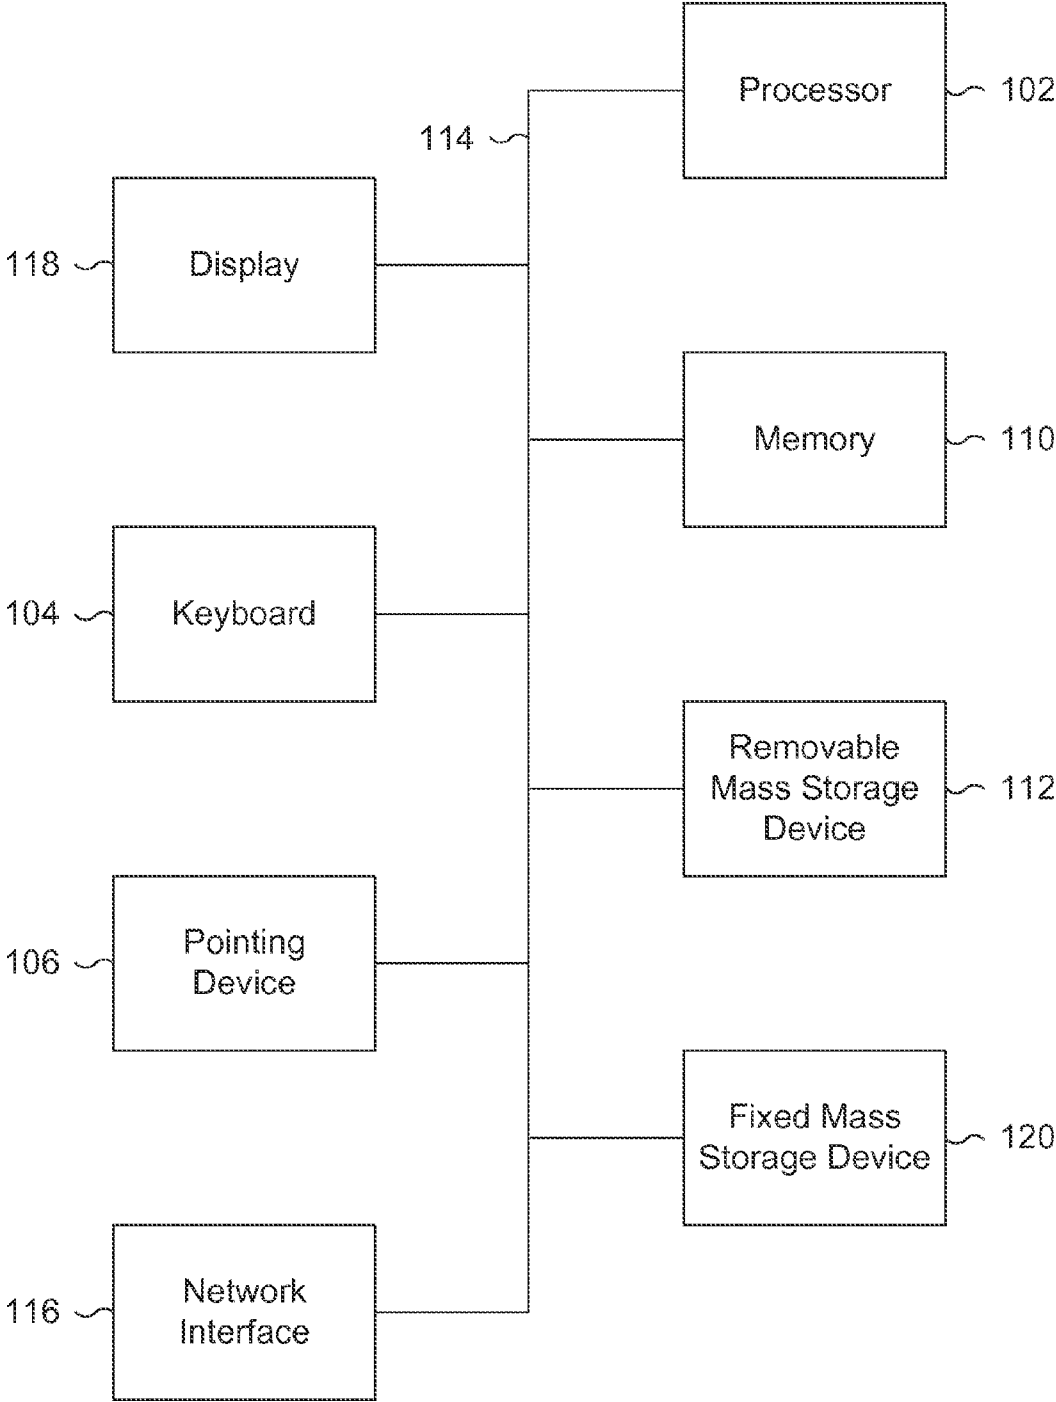 Processor
102
114
118
Display
Memory
110
104
Keyboard
Removable
Mass Storage
Device
112
106
Pointing
Device
Fixed Mass
Storage Device
120
116
Network
Interface